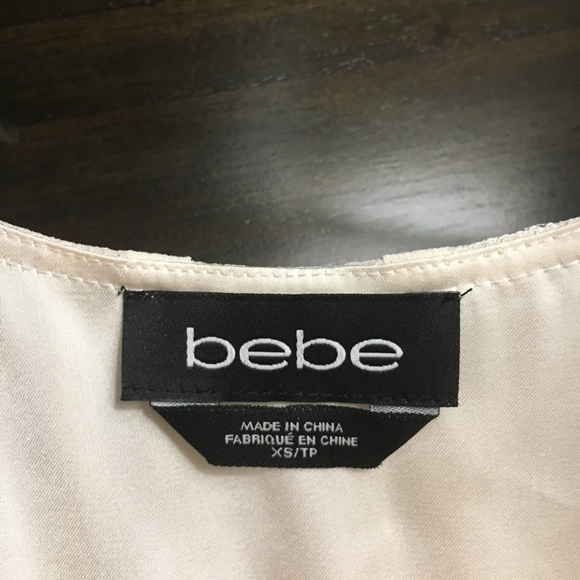 bebe
MADE IN CHINA
FABRIQUÉ EN CHINE
XS/TP